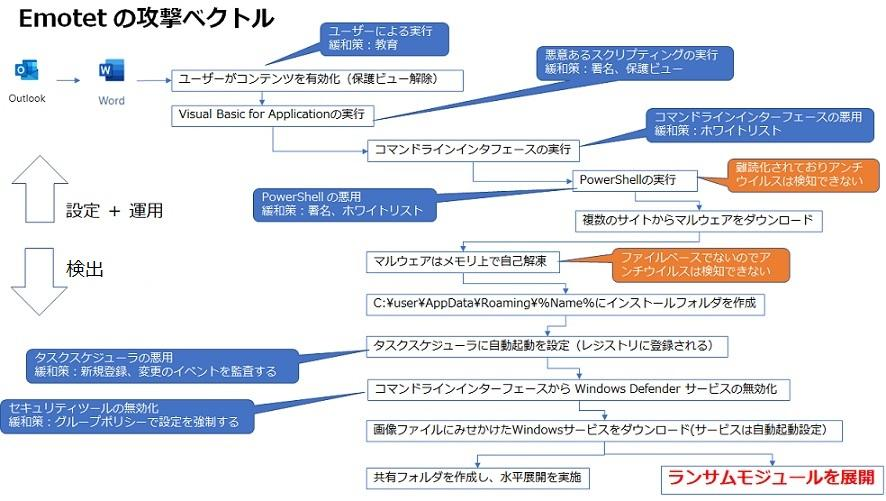 Emotet の攻撃ベクトル
ユーザーによる実行
緩和策：教育
悪意あるスクリプティングの実行
緩和策：署名、保護ビュー
Outlook
Word
ユーザーがコンテンツを有効化（保護ビュー解除）
Visual Basic for Applicationの実行
コマンドラインインターフェースの悪用
緩和策：ホワイトリスト
コマンドラインインタフェースの実行
PowerShellの実行
難読化されておりアンチ
ウイルスは検知できない
PowerShell の悪用
緩和策：署名、ホワイトリスト
設定 ＋ 運用
複数のサイトからマルウェアをダウンロード
検出
マルウェアはメモリ上で自己解凍
ファイルベースでないのでア
ンチウイルスは検知できない
C:¥user¥AppData¥Roaming¥%Name%にインストールフォルダを作成
タスクスケジューラの悪用
緩和策：新規登録、変更のイベントを監査する
タスクスケジューラに自動起動を設定（レジストリに登録される）
コマンドラインインターフェースから Windows Defender サービスの無効化
セキュリティツールの無効化
緩和策：グループポリシーで設定を強制する
画像ファイルにみせかけたWindowsサービスをダウンロード(サービスは自動起動設定）
共有フォルダを作成し、水平展開を実施
ランサムモジュールを展開